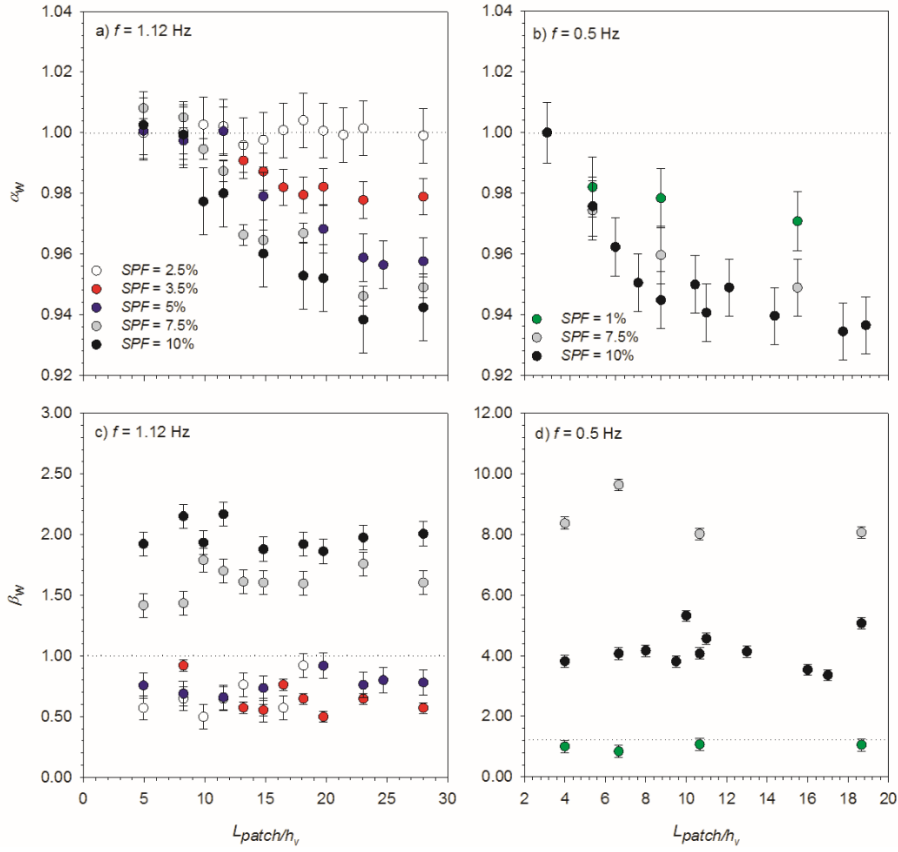 a) f = 1.12 Hz
b) f = 0.5 Hz
1.04
1.02
1.00
0.98
0.96
0.94
0.92
αw
SPF = 2.5%
SPF = 3.5%
SPF = 5%
SPF = 7.5%
SPF = 10%
1.04
1.02
1.00
0.98
0.96
0.94
0.92
SPF = 1%
SPF = 7.5%
SPF = 10%
c) f = 1.12 Hz
d) f = 0.5 Hz
3.00
2.50
2.00
1.50
1.00
0.50
0.00
βw
12.00
10.00
8.00
6.00
4.00
2.00
0.00
0 5 10 15 20 25 30
2 4 6 8 10 12 14 16 18 20
Lpatch/hv
Lpatch/hv